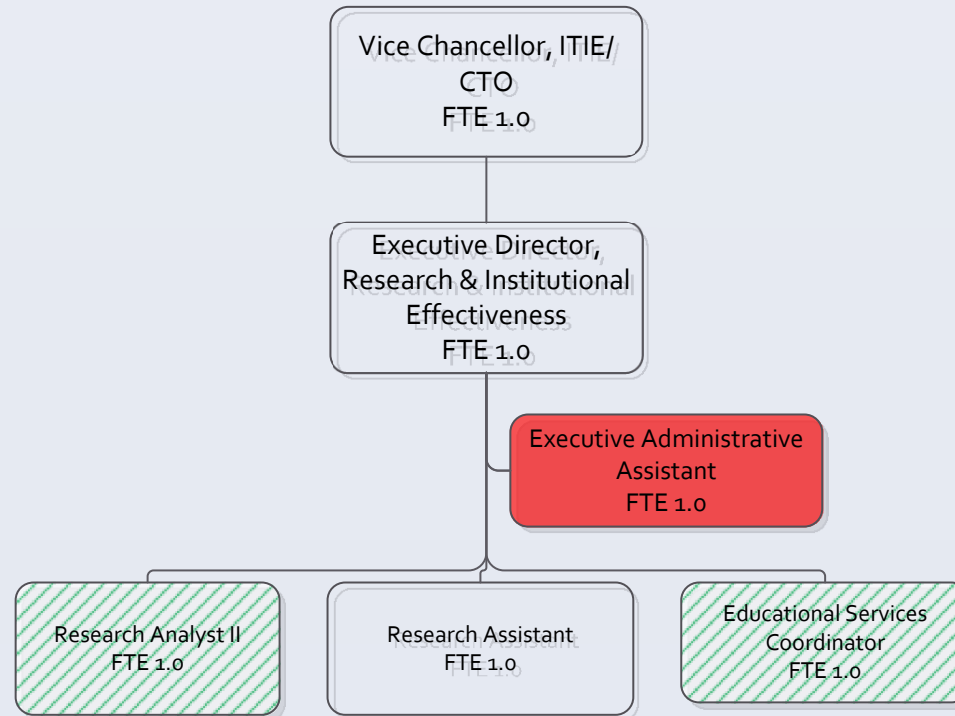 Vice Chancellor, ITIE/
CTO
FTE 1.0
Executive Director,
Research & Institutional
Effectiveness
FTE 1.0
Executive Administrative
Assistant
FTE 1.0
Research Analyst II
FTE 1.0
Research Assistant
FTE 1.0
Educational Services
Coordinator
FTE 1.0